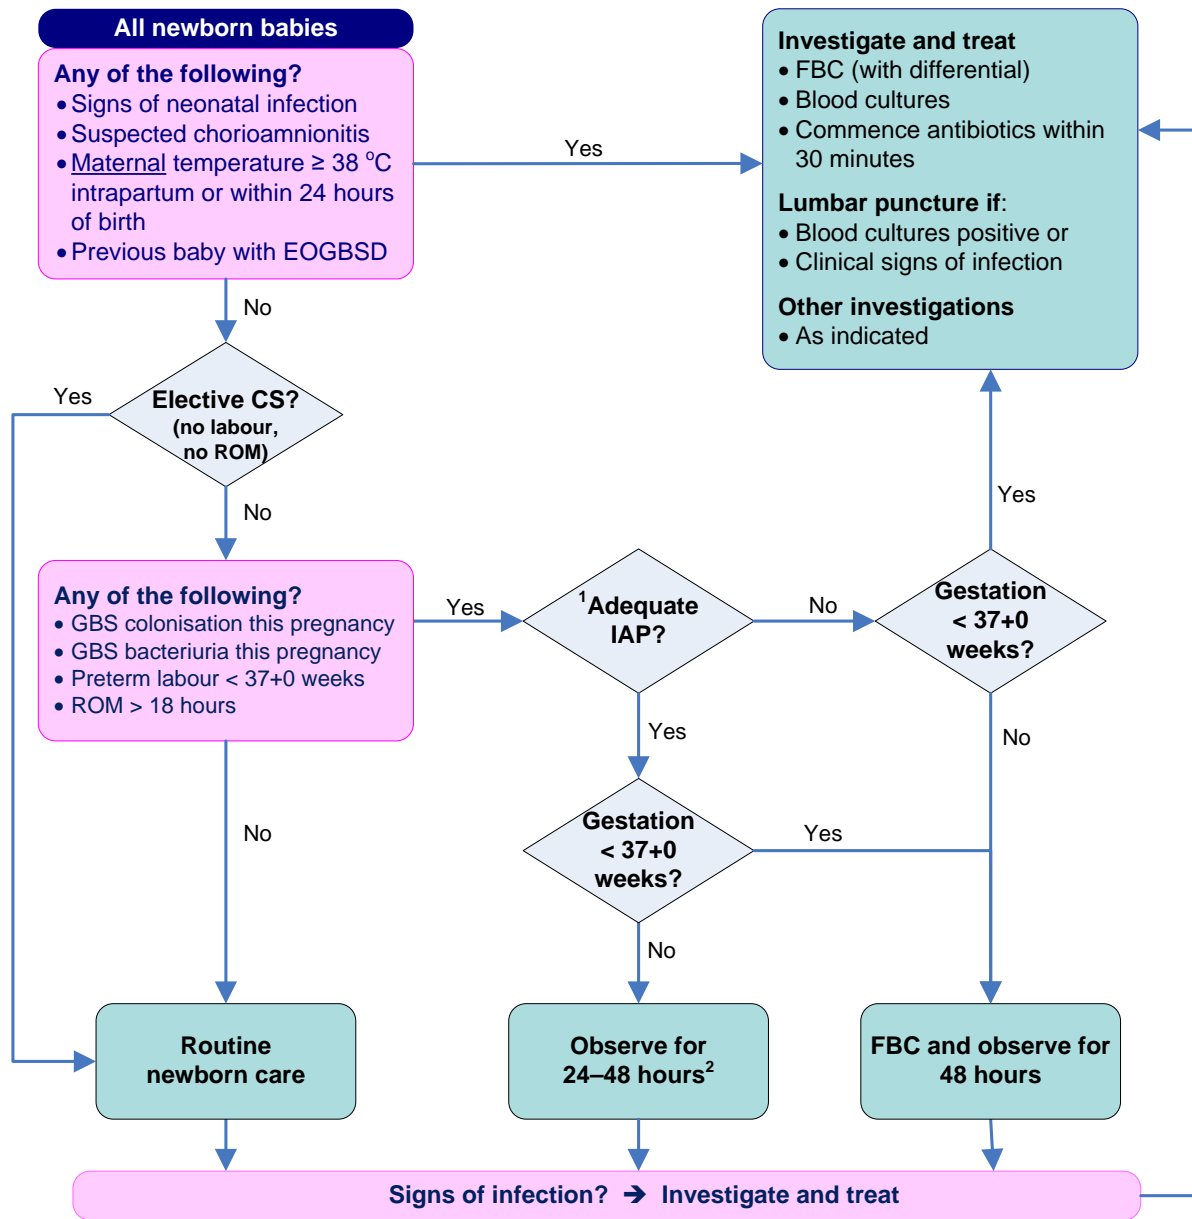 All newborn babies
Any of the following?
• Signs of neonatal infection
• Suspected chorioamnionitis
• Maternal temperature ≥ 38 °C
intrapartum or within 24 hours
of birth
• Previous baby with EOGBSD
Yes
Investigate and treat
• FBC (with differential)
• Blood cultures
• Commence antibiotics within
30 minutes
Lumbar puncture if:
• Blood cultures positive or
• Clinical signs of infection
Other investigations
• As indicated
No
Yes
Elective CS?
(no labour,
no ROM)
No
Yes
Any of the following?
• GBS colonisation this pregnancy
• GBS bacteriuria this pregnancy
• Preterm labour < 37+0 weeks
• ROM > 18 hours
Yes
¹Adequate
IAP?
No
Gestation
< 37+0
weeks?
Yes
No
No
Gestation
< 37+0
weeks?
Yes
No
Routine
newborn care
Observe for
24–48 hours²
FBC and observe for
48 hours
Signs of infection? ➔ Investigate and treat